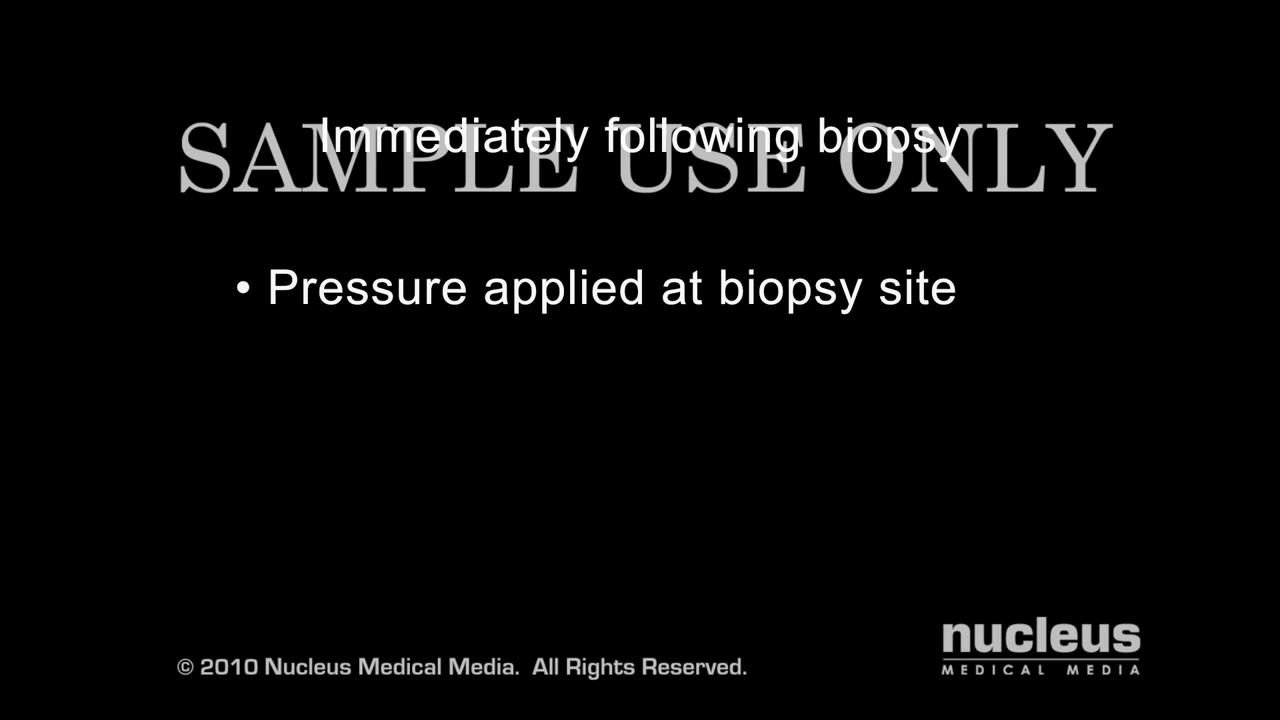 Immediately following biopsy
SAMPLE USE ONLY
• Pressure applied at biopsy site
nucleus
MEDICAL MEDIA
© 2010 Nucleus Medical Media. All Rights Reserved.